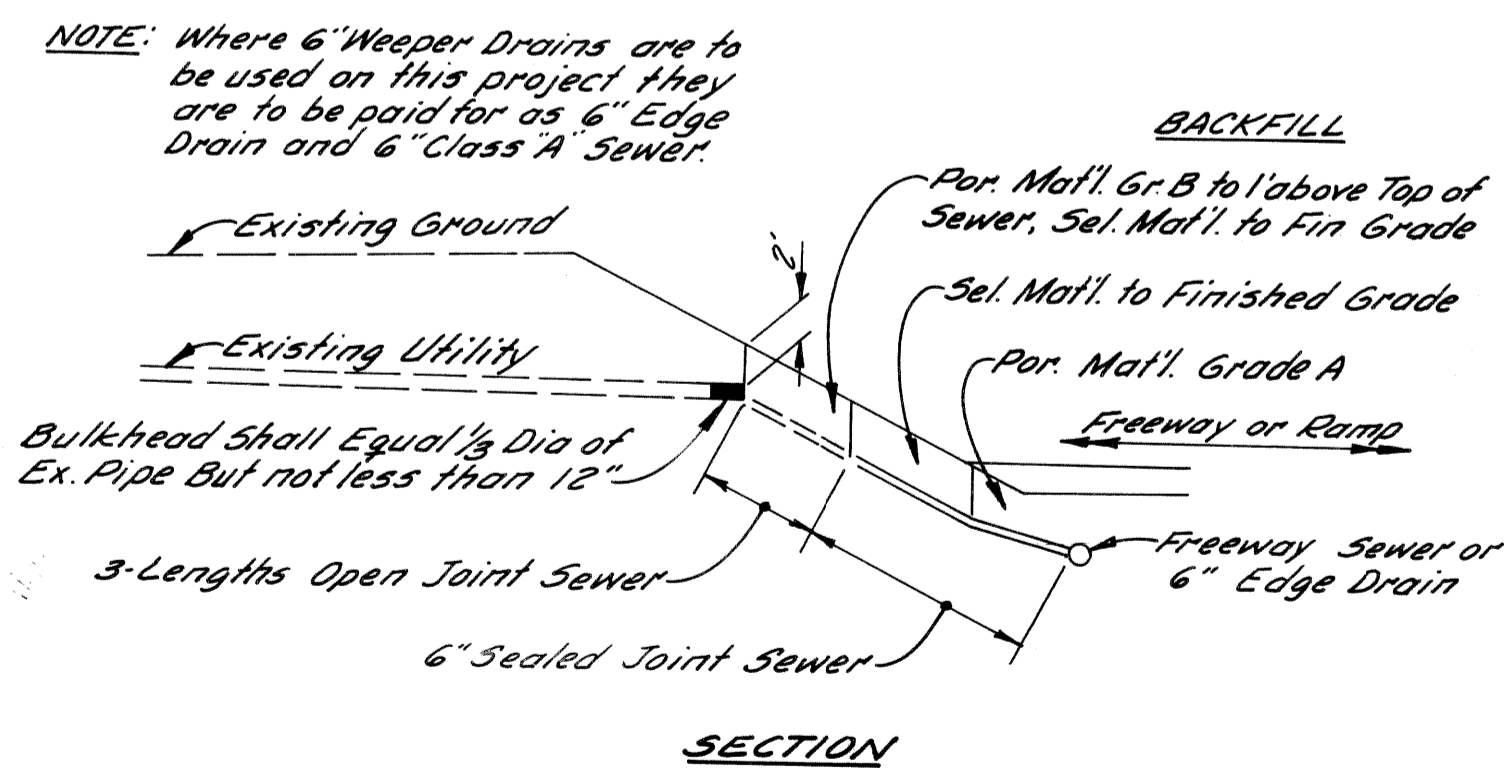 NOTE: Where 6" Weeper Drains are to
be used on this project they
are to be paid for as 6" Edge
Drain and 6" Class "A" Sewer.
BACKFILL
Por. Mat'l. Gr. B to 1' above Top of
Sewer, Sel. Mat'l. to Fin Grade
Existing Ground
2'
Sel. Mat'l. to Finished Grade
Existing Utility
Por. Mat'l. Grade A
Freeway or Ramp
Bulkhead Shall Equal 1/3 Dia of
Ex. Pipe But not less than 12"
Freeway Sewer or
6" Edge Drain
3-Lengths Open Joint Sewer
6" Sealed Joint Sewer
SECTION